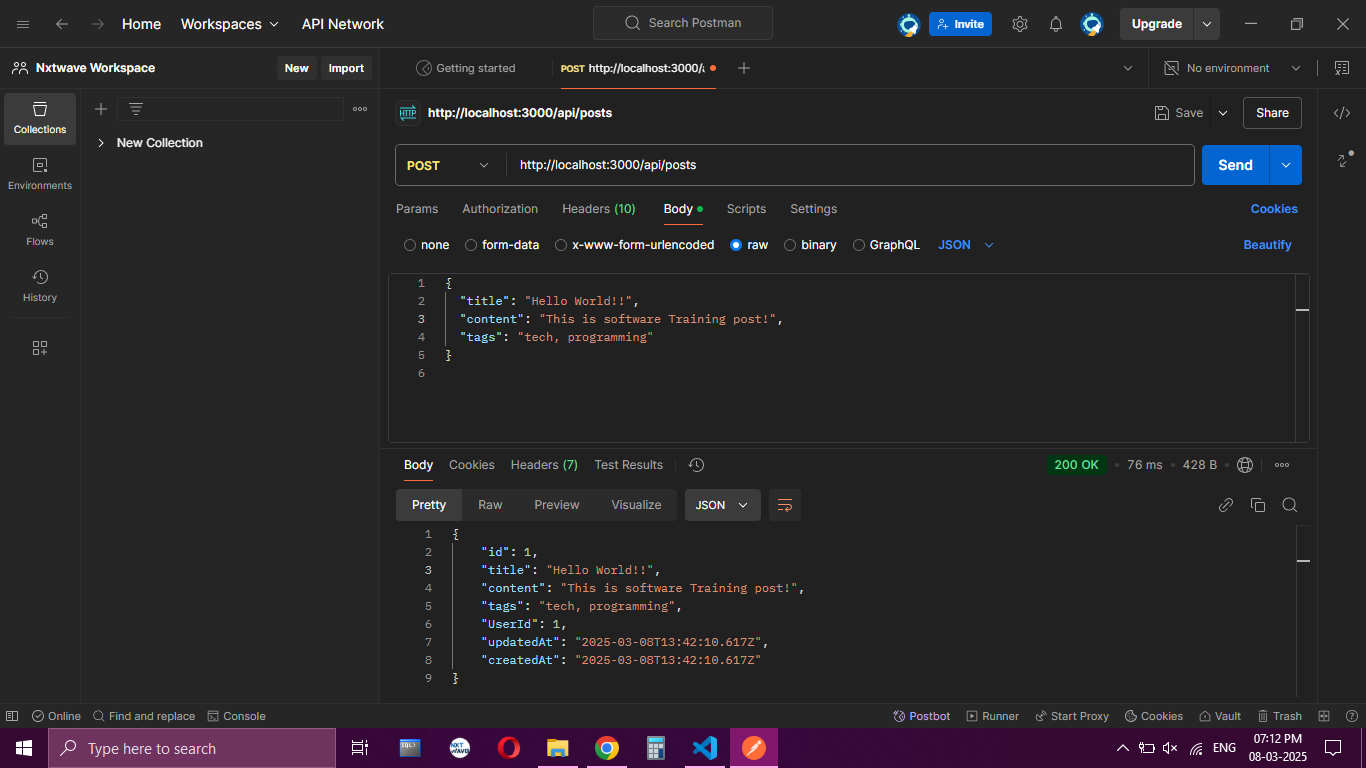 Home Workspaces API Network Search Postman Invite Upgrade
Nxtwave Workspace New Import Getting started POST http://localhost:3000/a No environment
Collections
Environments
Flows
History
New Collection
HTTP http://localhost:3000/api/posts Save Share
POST http://localhost:3000/api/posts Send
Params Authorization Headers (10) Body Scripts Settings Cookies
none form-data x-www-form-urlencoded raw binary GraphQL JSON Beautify
1 {
2 "title": "Hello World!!",
3 "content": "This is software Training post!",
4 "tags": "tech, programming"
5 }
6
Body Cookies Headers (7) Test Results 200 OK • 76 ms • 428 B •
Pretty Raw Preview Visualize JSON
1 {
2 "id": 1,
3 "title": "Hello World!!",
4 "content": "This is software Training post!",
5 "tags": "tech, programming",
6 "UserId": 1,
7 "updatedAt": "2025-03-08T13:42:10.617Z",
8 "createdAt": "2025-03-08T13:42:10.617Z"
9 }
Online Find and replace Console Postbot Runner Start Proxy Cookies Vault Trash
Type here to search SQL NXT WAVE ENG 07:12 PM
08-03-2025